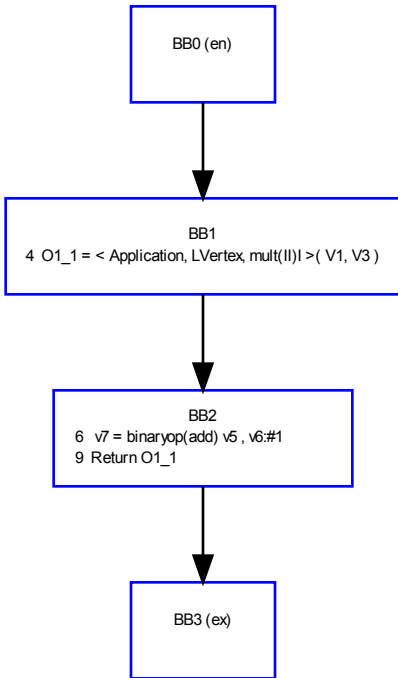 BB0 (en)
BB1
4 O1_1 = < Application, LVertex, mult(II)I >( V1, V3 )
BB2
6 v7 = binaryop(add) v5 , v6:#1
9 Return O1_1
BB3 (ex)